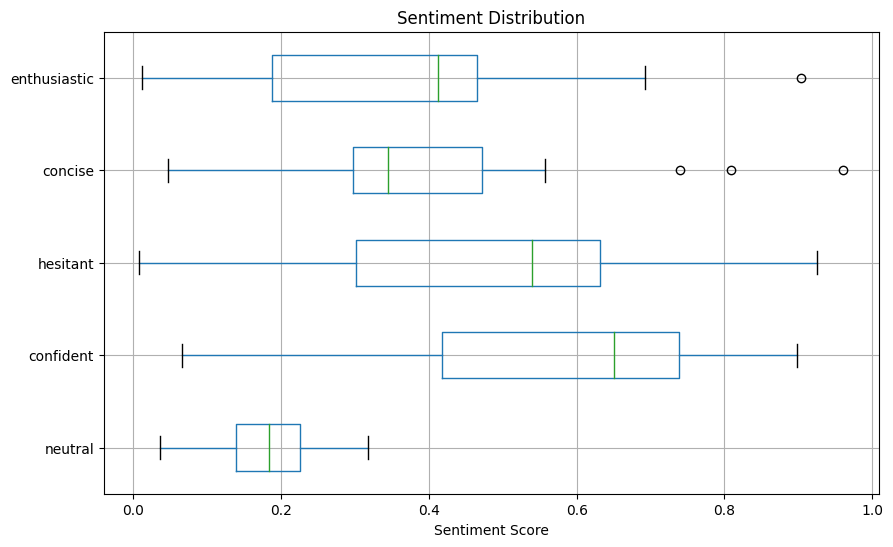 Sentiment Distribution
enthusiastic
concise
hesitant
confident
neutral
0.0 0.2 0.4 0.6 0.8 1.0
Sentiment Score